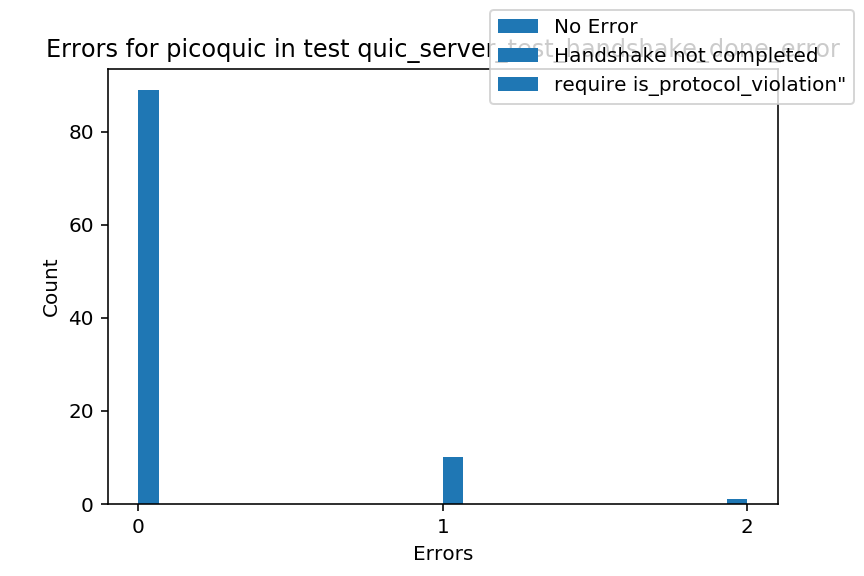 No Error
Errors for picoquic in test quic_server_test_handshake_done_error
Handshake not completed
require is_protocol_violation"
80
60
40
20
0
Count
0 1 2
Errors